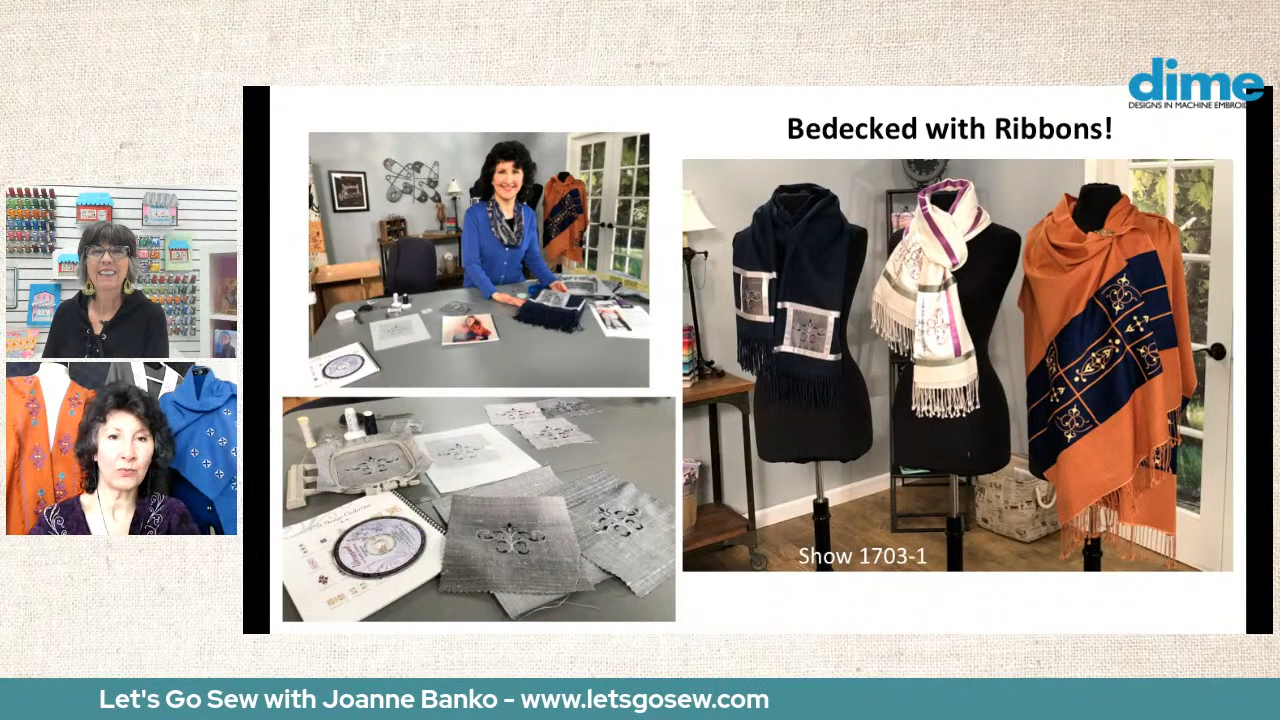 dime
DESIGNS IN MACHINE EMBROI
Bedecked with Ribbons!
Show 1703-1
Let's Go Sew with Joanne Banko - www.letsgosew.com